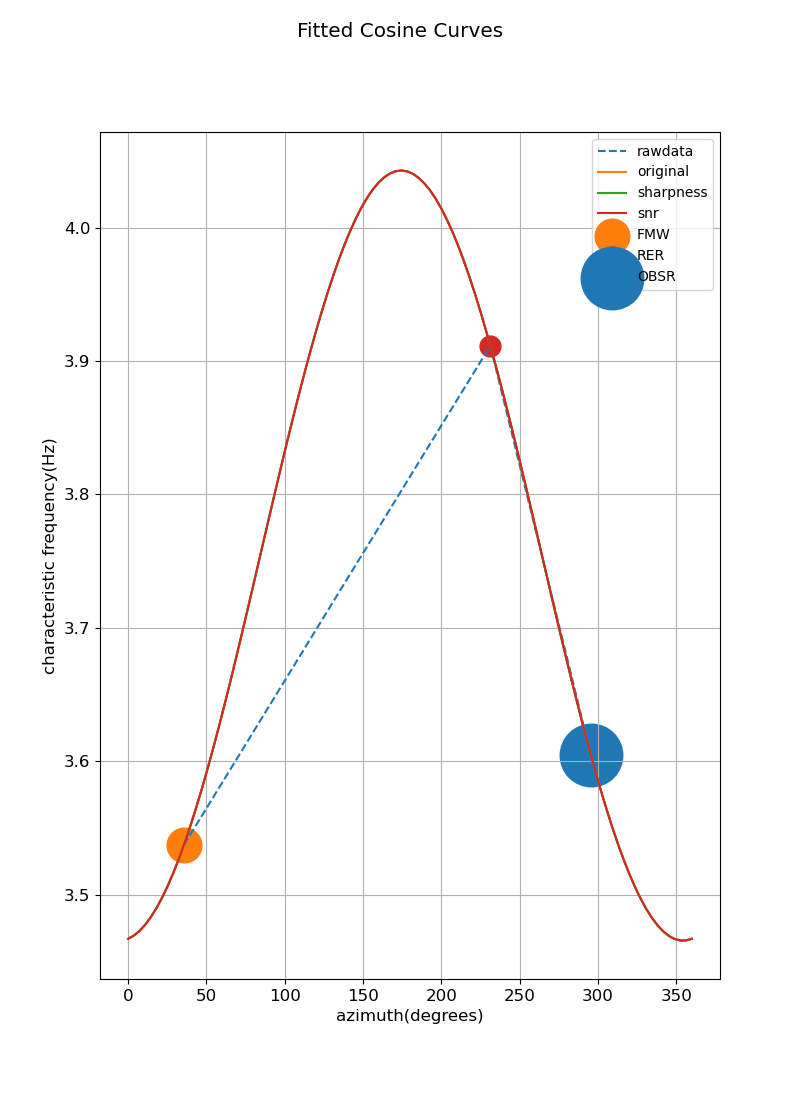 Fitted Cosine Curves
rawdata
original
sharpness
snr
FMW
RER
OBSR
4.0
3.9
3.8
3.7
3.6
3.5
characteristic frequency(Hz)
0 50 100 150 200 250 300 350
azimuth(degrees)